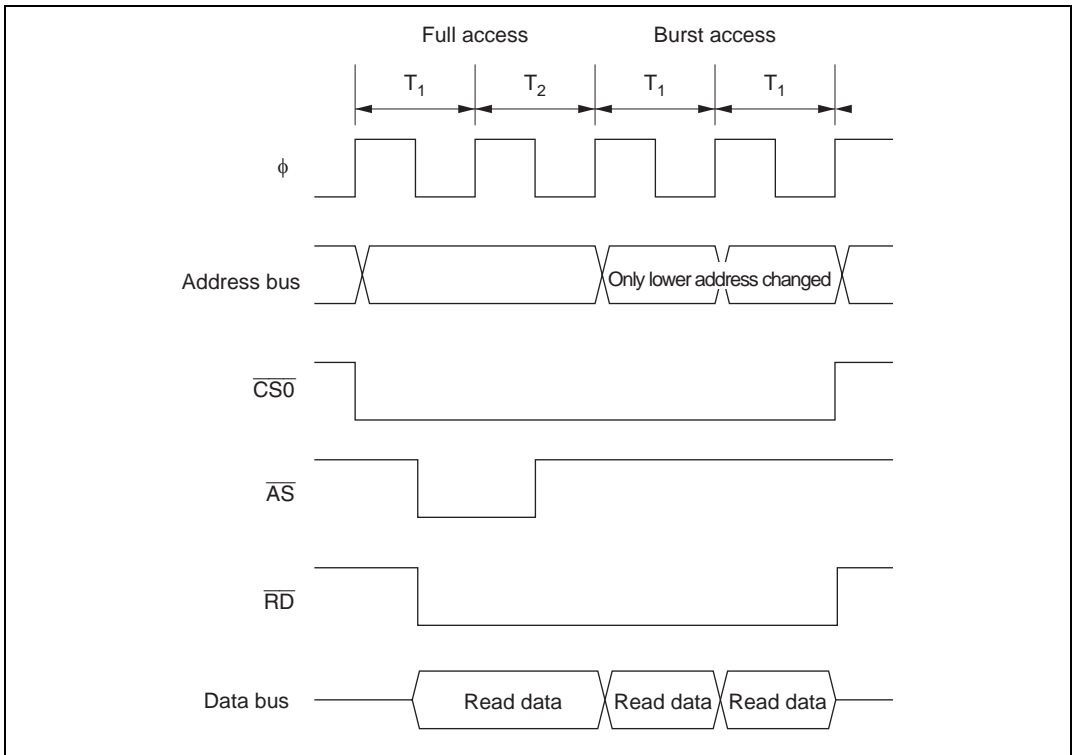 Full access Burst access
T1 T2 T1 T1
ϕ
Address bus
Only lower address changed
CS0
AS
RD
Data bus
Read data Read data Read data